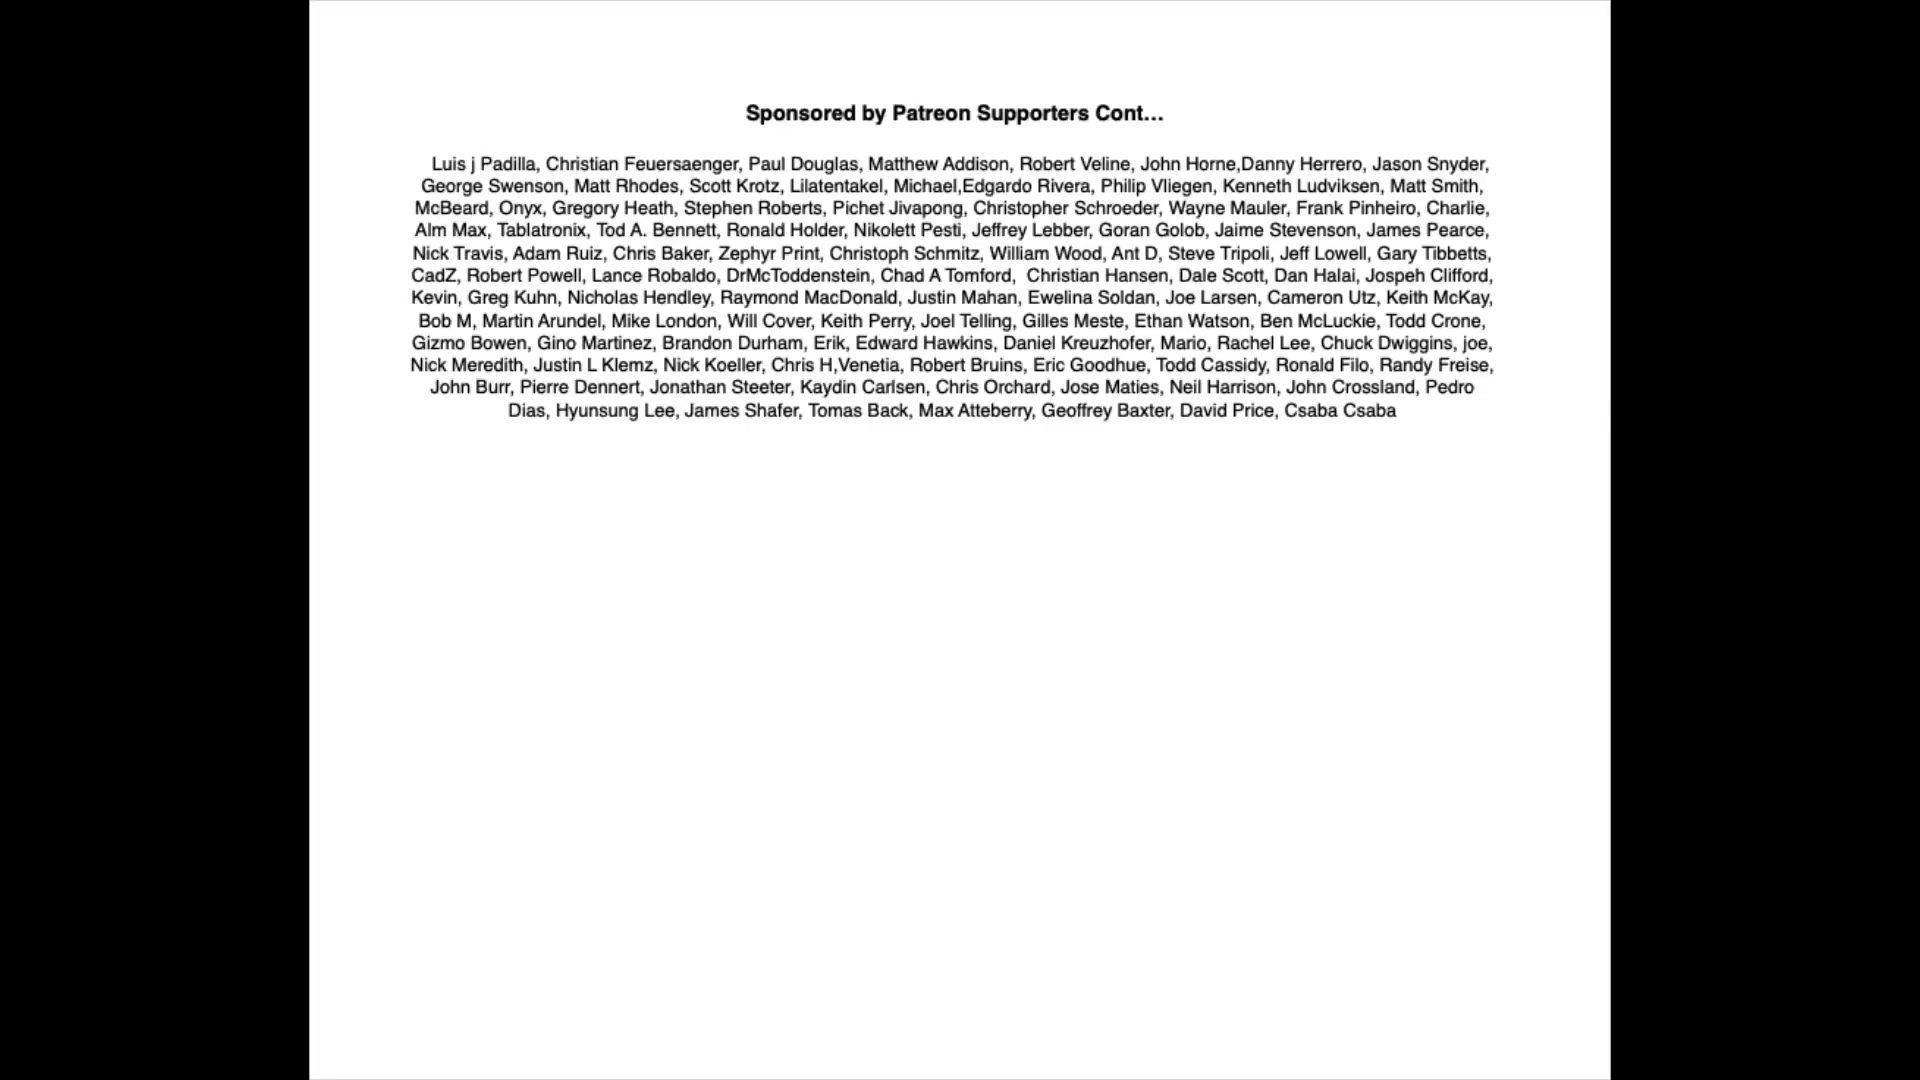 Sponsored by Patreon Supporters Cont...
Luis j Padilla, Christian Feuersaenger, Paul Douglas, Matthew Addison, Robert Veline, John Horne,Danny Herrero, Jason Snyder,
George Swenson, Matt Rhodes, Scott Krotz, Lilatentakel, Michael,Edgardo Rivera, Philip Vliegen, Kenneth Ludviksen, Matt Smith,
McBeard, Onyx, Gregory Heath, Stephen Roberts, Pichet Jivapong, Christopher Schroeder, Wayne Mauler, Frank Pinheiro, Charlie,
Alm Max, Tablatronix, Tod A. Bennett, Ronald Holder, Nikolett Pesti, Jeffrey Lebber, Goran Golob, Jaime Stevenson, James Pearce,
Nick Travis, Adam Ruiz, Chris Baker, Zephyr Print, Christoph Schmitz, William Wood, Ant D, Steve Tripoli, Jeff Lowell, Gary Tibbetts,
CadZ, Robert Powell, Lance Robaldo, DrMcToddenstein, Chad A Tomford,  Christian Hansen, Dale Scott, Dan Halai, Jospeh Clifford,
Kevin, Greg Kuhn, Nicholas Hendley, Raymond MacDonald, Justin Mahan, Ewelina Soldan, Joe Larsen, Cameron Utz, Keith McKay,
Bob M, Martin Arundel, Mike London, Will Cover, Keith Perry, Joel Telling, Gilles Meste, Ethan Watson, Ben McLuckie, Todd Crone,
Gizmo Bowen, Gino Martinez, Brandon Durham, Erik, Edward Hawkins, Daniel Kreuzhofer, Mario, Rachel Lee, Chuck Dwiggins, joe,
Nick Meredith, Justin L Klemz, Nick Koeller, Chris H,Venetia, Robert Bruins, Eric Goodhue, Todd Cassidy, Ronald Filo, Randy Freise,
John Burr, Pierre Dennert, Jonathan Steeter, Kaydin Carlsen, Chris Orchard, Jose Maties, Neil Harrison, John Crossland, Pedro
Dias, Hyunsung Lee, James Shafer, Tomas Back, Max Atteberry, Geoffrey Baxter, David Price, Csaba Csaba